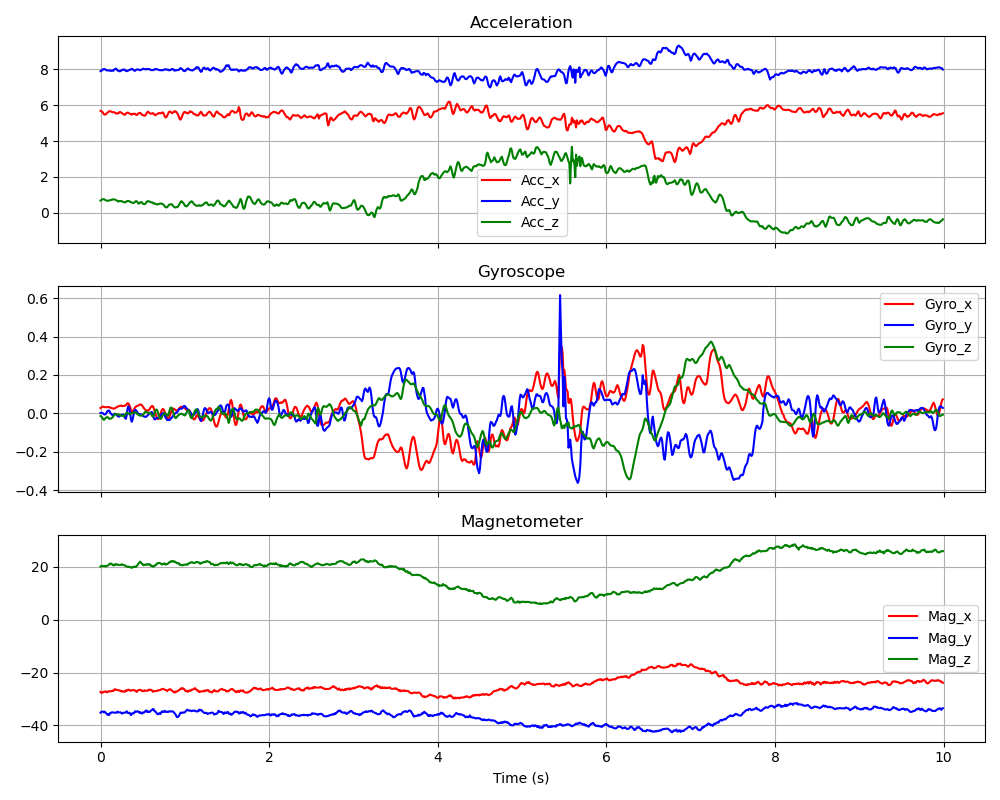 Acceleration
8
6
4
2
0
Acc_x
Acc_y
Acc_z
Gyroscope
0.6
0.4
0.2
0.0
−0.2
−0.4
Gyro_x
Gyro_y
Gyro_z
Magnetometer
20
0
−20
−40
Mag_x
Mag_y
Mag_z
0 2 4 6 8 10
Time (s)